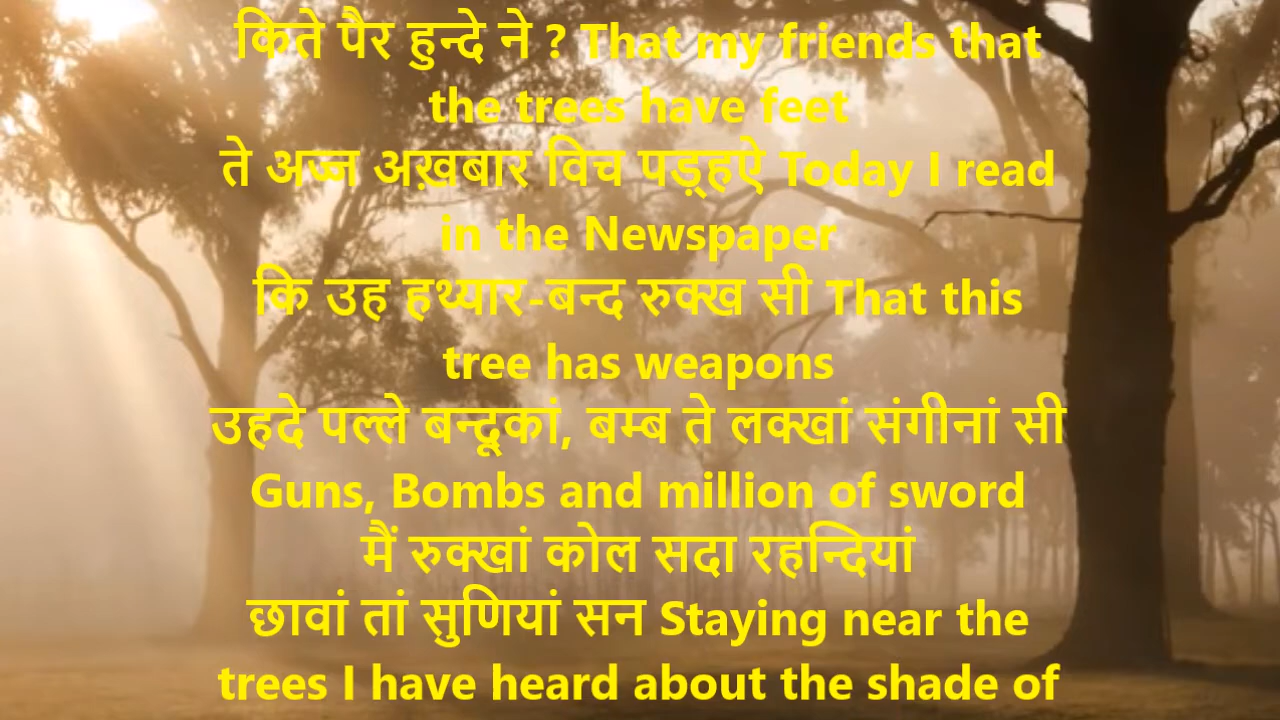 किते पैर हुन्दे ने ? That my friends that
the trees have feet
ते अज्ज अख़बार विच पड़्हऐ Today I read
in the Newspaper
कि उह हथ्यार-बन्द रुक्ख सी That this
tree has weapons
उहदे पल्ले बन्दूकां, बम्ब ते लक्खां संगीनां सी
Guns, Bombs and million of sword
मैं रुक्खां कोल सदा रहन्दियां
छावां तां सुणियां सन Staying near the
trees I have heard about the shade of